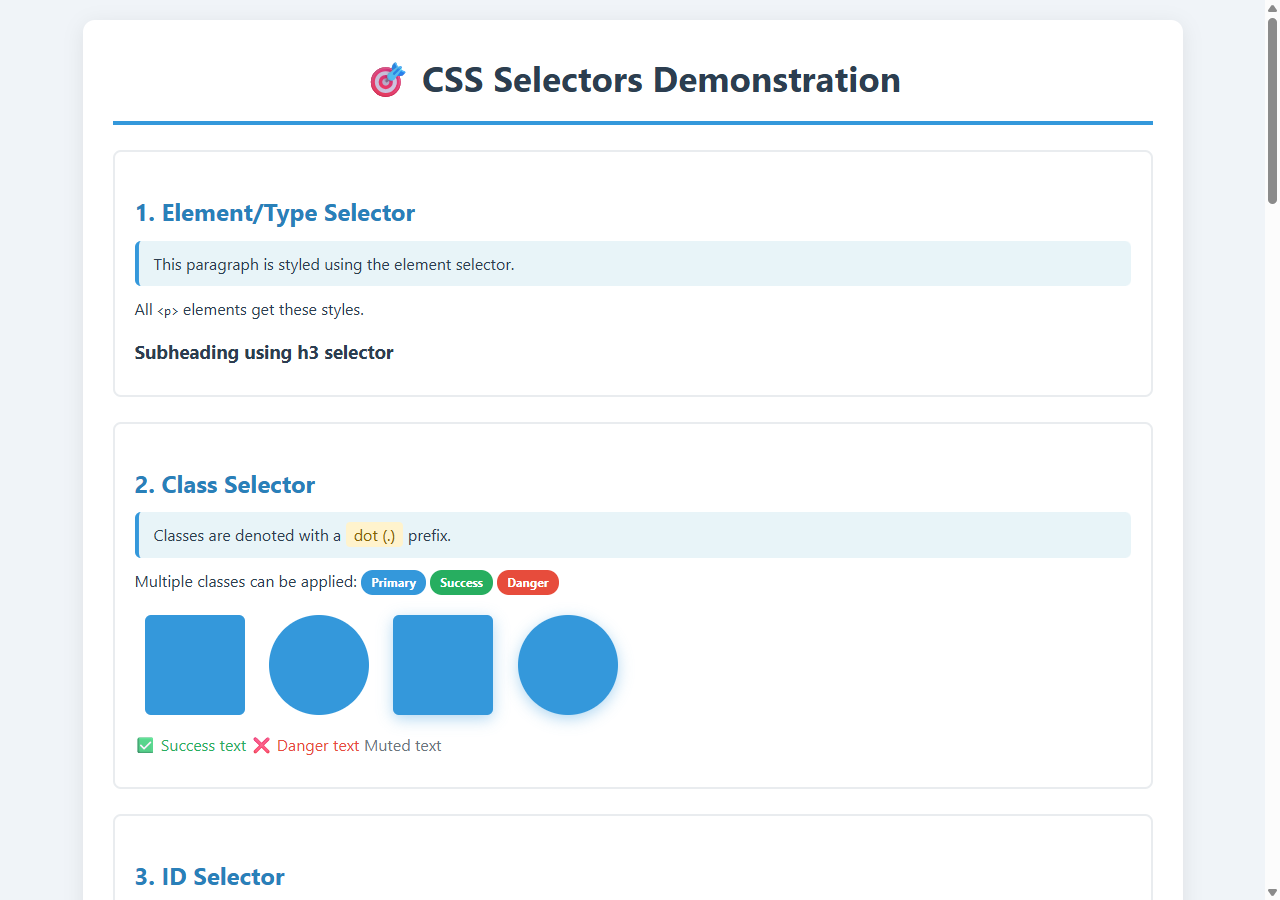 🎯 CSS Selectors Demonstration
1. Element/Type Selector
This paragraph is styled using the element selector.
All <p> elements get these styles.
Subheading using h3 selector
2. Class Selector
Classes are denoted with a dot (.) prefix.
Multiple classes can be applied: Primary Success Danger
✅ Success text ❌ Danger text Muted text
3. ID Selector